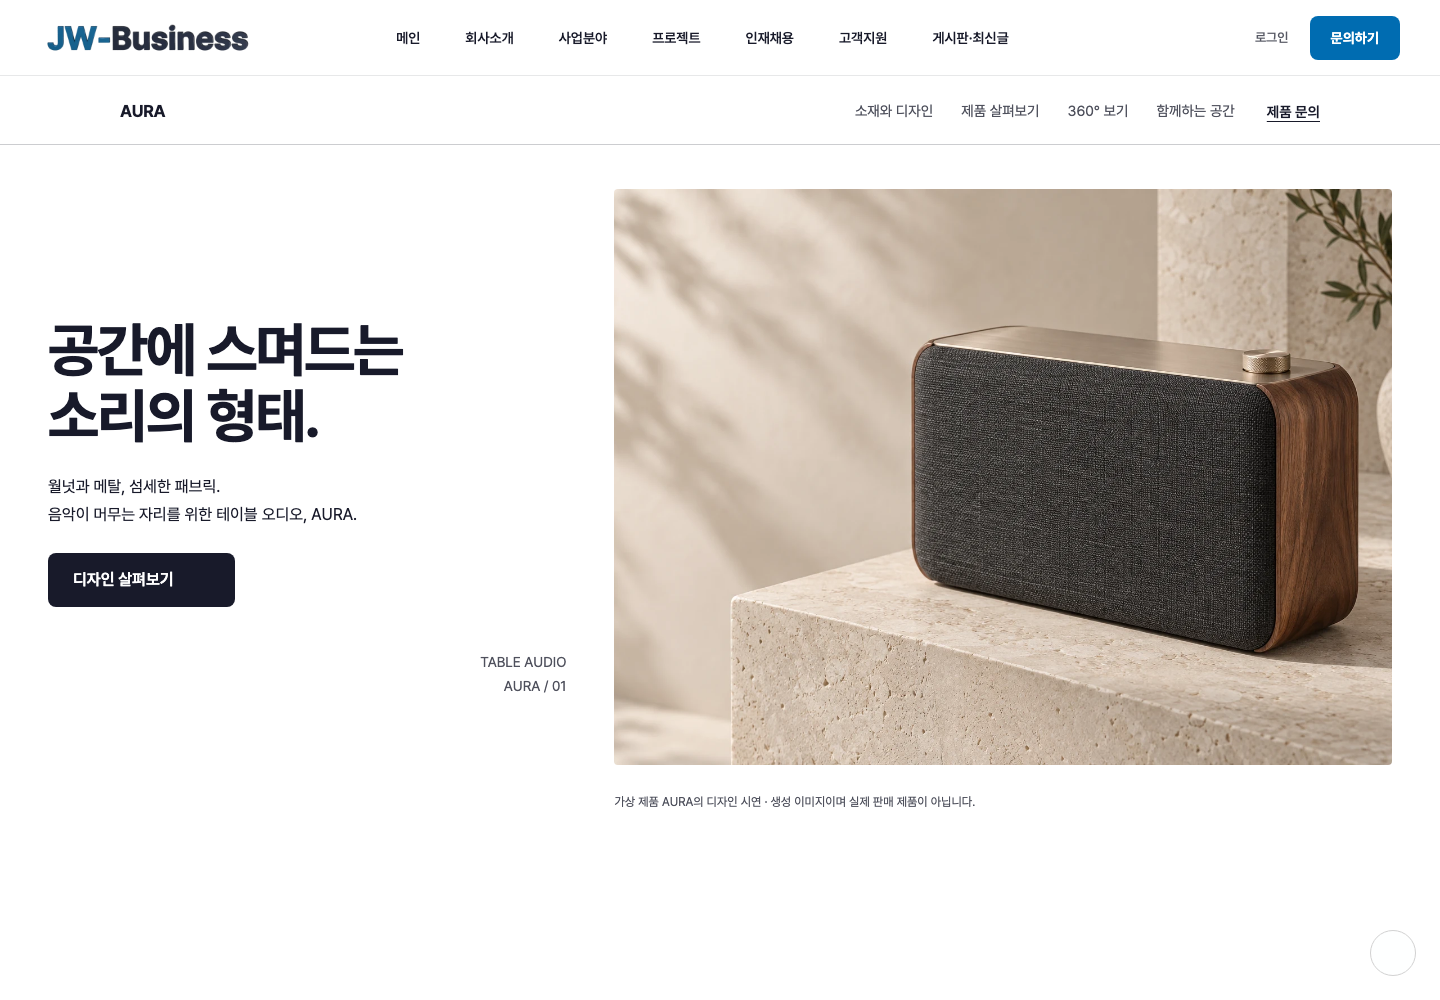 JW-Business
메인
회사소개
사업분야
프로젝트
인재채용
고객지원
게시판·최신글
로그인
문의하기
AURA
소재와 디자인
제품 살펴보기
360° 보기
함께하는 공간
제품 문의
공간에 스며드는
소리의 형태.
월넛과 메탈, 섬세한 패브릭.
음악이 머무는 자리를 위한 테이블 오디오, AURA.
디자인 살펴보기
TABLE AUDIO
AURA / 01
가상 제품 AURA의 디자인 시연 · 생성 이미지이며 실제 판매 제품이 아닙니다.